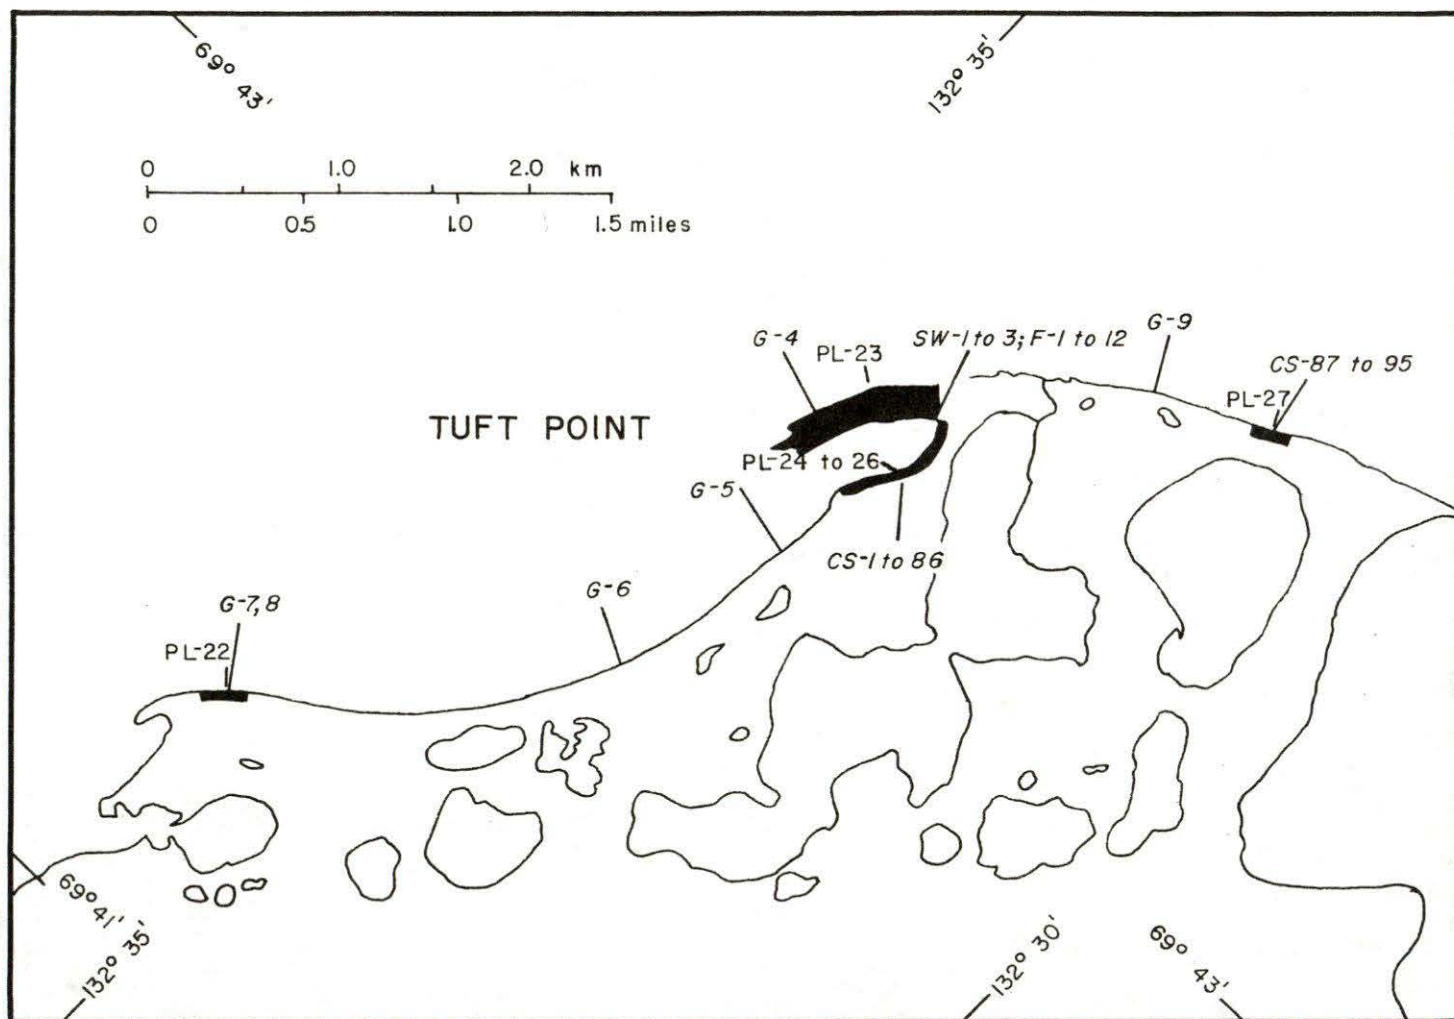 69° 43'
132° 35'
0 1.0 2.0 km
0 0.5 1.0 1.5 miles
G-4
PL-23
SW-1 to 3; F-1 to 12
G-9
CS-87 to 95
PL-27
TUFT POINT
PL-24 to 26
G-5
CS-1 to 86
G-6
G-7,8
PL-22
69° 41'
132° 35'
132° 30'
69° 43'